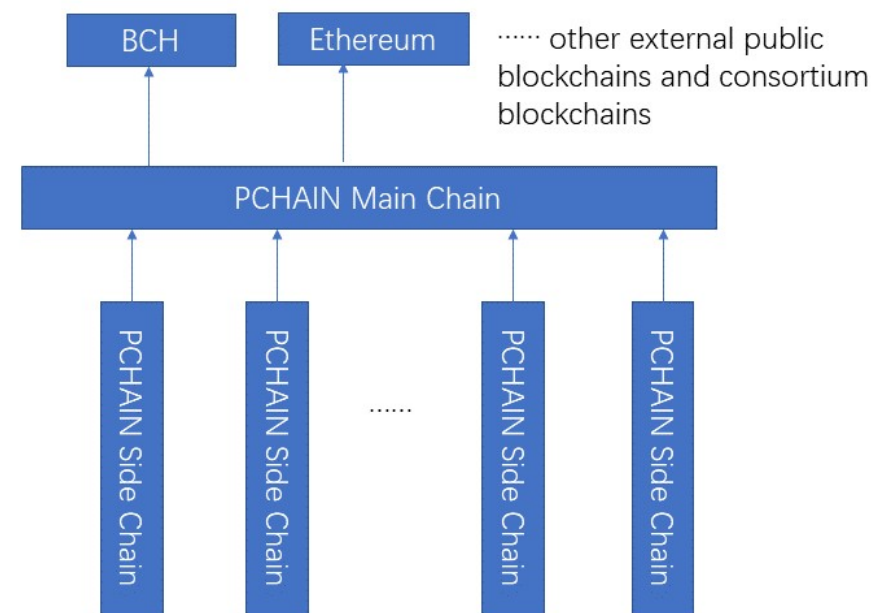 BCH
Ethereum
…… other external public
blockchains and consortium
blockchains
PCHAIN Main Chain
PCHAIN Side Chain
PCHAIN Side Chain
……
PCHAIN Side Chain
PCHAIN Side Chain